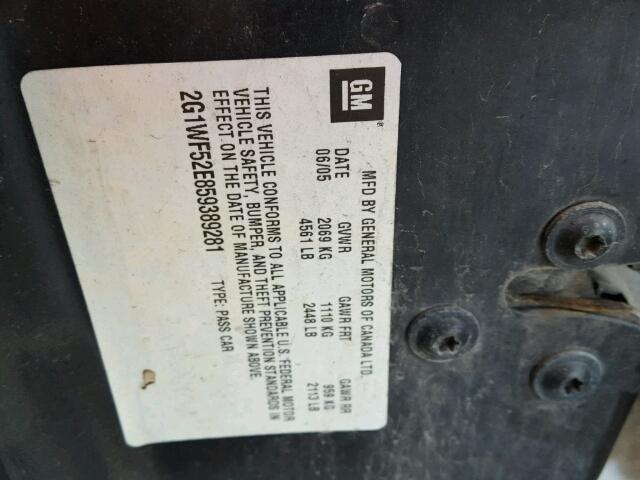 GM
MFD BY GENERAL MOTORS OF CANADA LTD.
DATE GVWR GAWR FRT GAWR RR
06/05 2069 KG 1110 KG 959 KG
4561 LB 2448 LB 2113 LB
THIS VEHICLE CONFORMS TO ALL APPLICABLE U.S. FEDERAL MOTOR
VEHICLE SAFETY, BUMPER, AND THEFT PREVENTION STANDARDS IN
EFFECT ON THE DATE OF MANUFACTURE SHOWN ABOVE.
2G1WF52E859389281 TYPE: PASS CAR